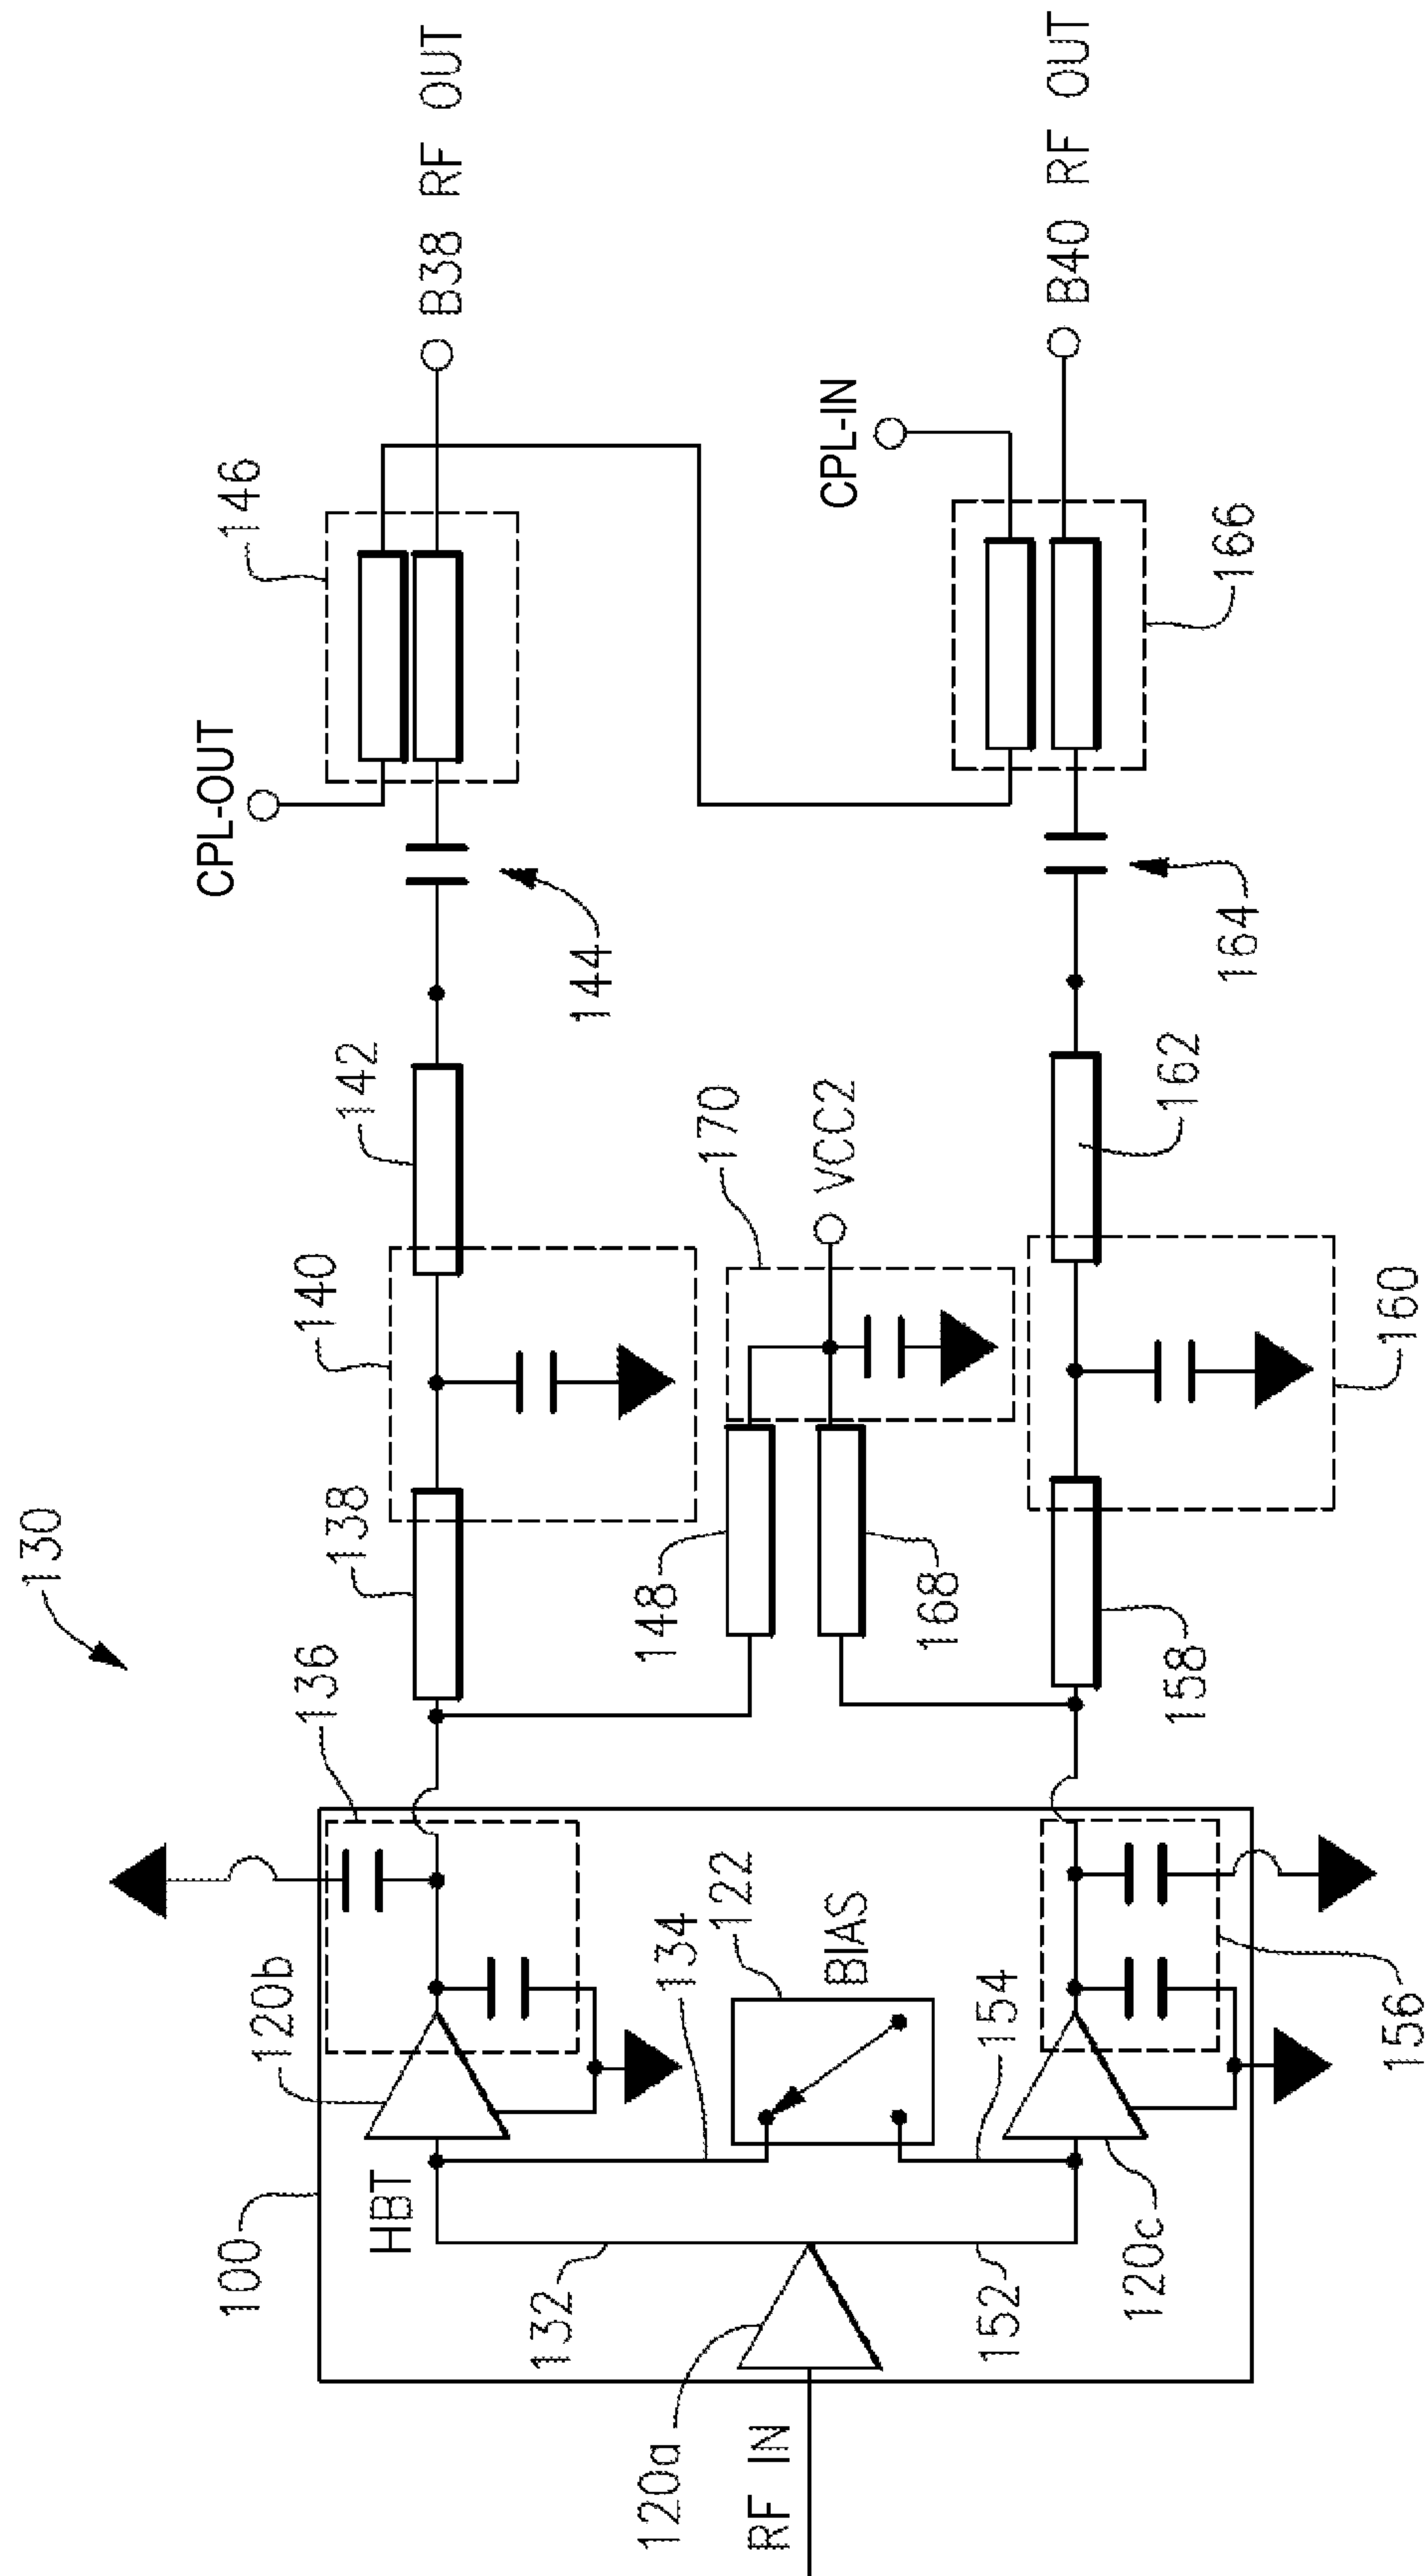 130
CPL-OUT
146
B38 RF OUT
100
120b
136
138
140
142
144
HBT
132
134
122
BIAS
148
170
VCC2
CPL-IN
120a
RF IN
168
152
154
120c
156
158
160
162
164
166
B40 RF OUT